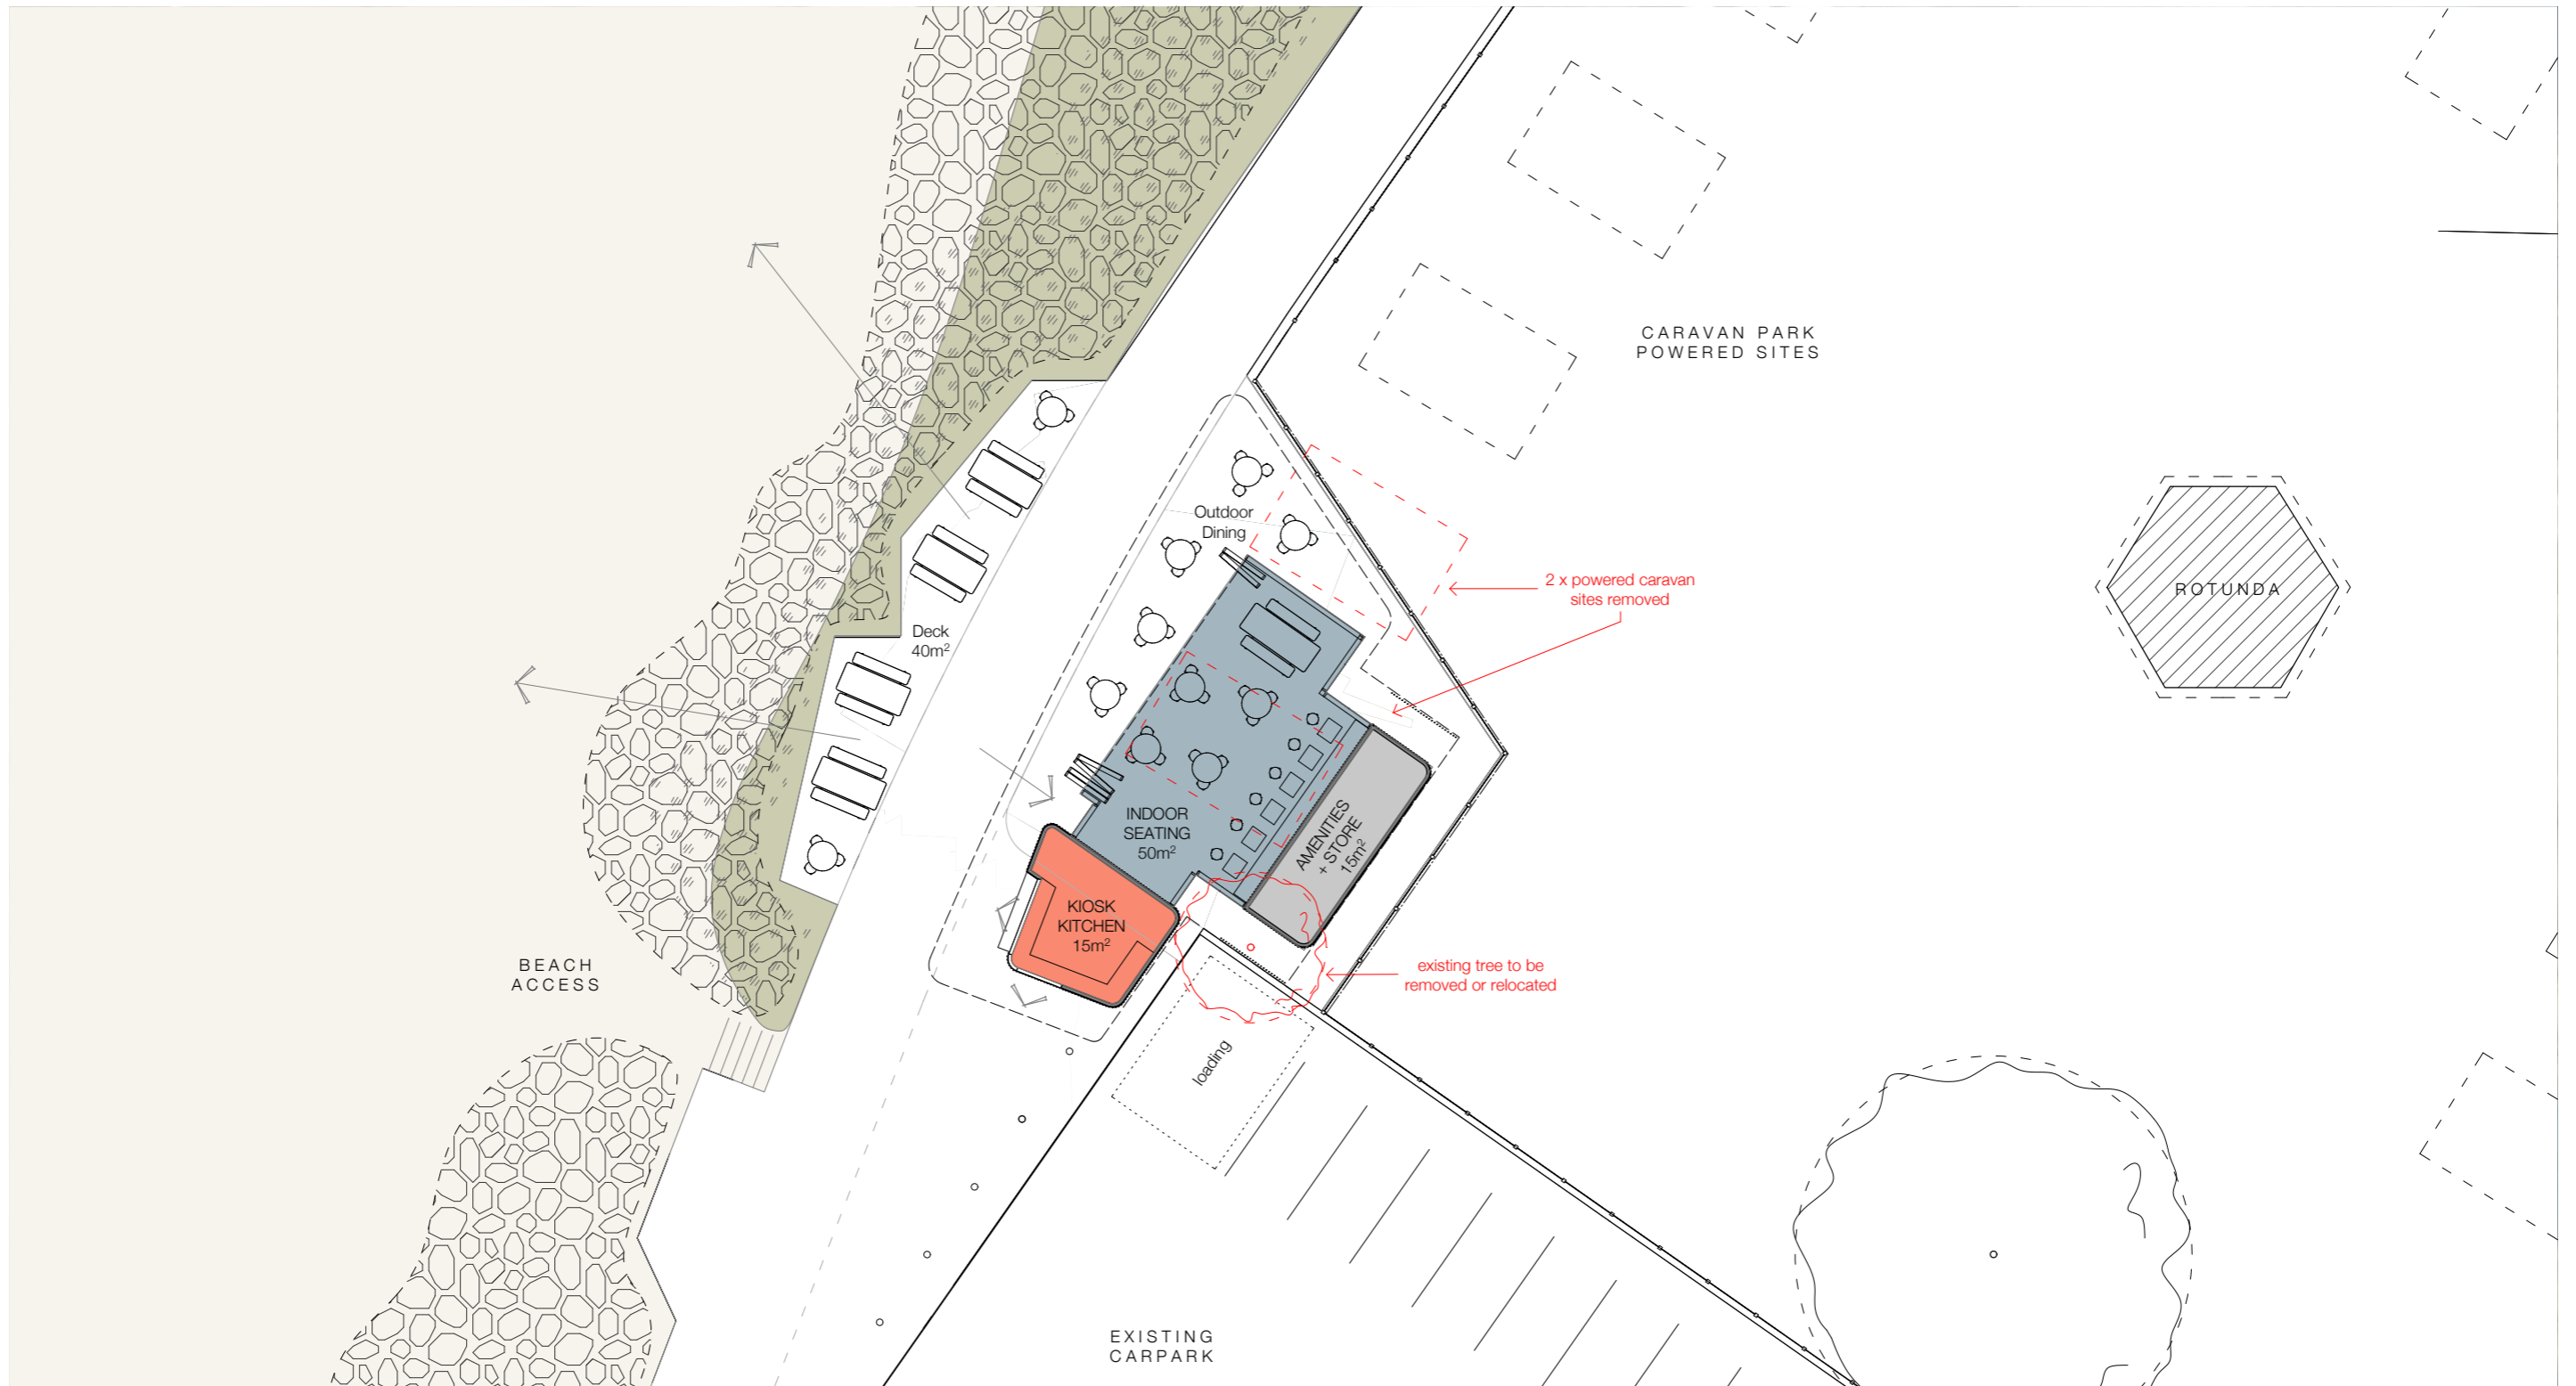 CARAVAN PARK
POWERED SITES
Outdoor
Dining
2 x powered caravan
sites removed
ROTUNDA
Deck
40m²
INDOOR
SEATING
50m²
AMENITIES
+ STORE
15m²
KIOSK
KITCHEN
15m²
BEACH
ACCESS
existing tree to be
removed or relocated
loading
EXISTING
CARPARK